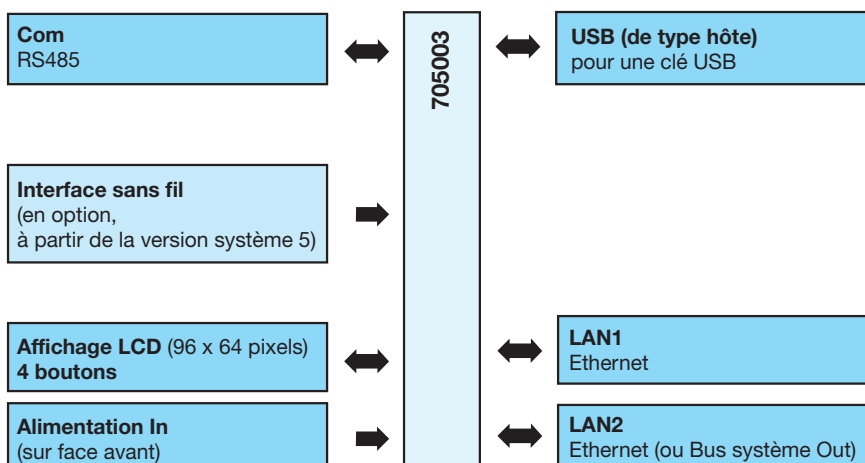 Com
RS485
705003
USB (de type hôte)
pour une clé USB
Interface sans fil
(en option,
à partir de la version système 5)
Affichage LCD (96 x 64 pixels)
4 boutons
LAN1
Ethernet
Alimentation In
(sur face avant)
LAN2
Ethernet (ou Bus système Out)